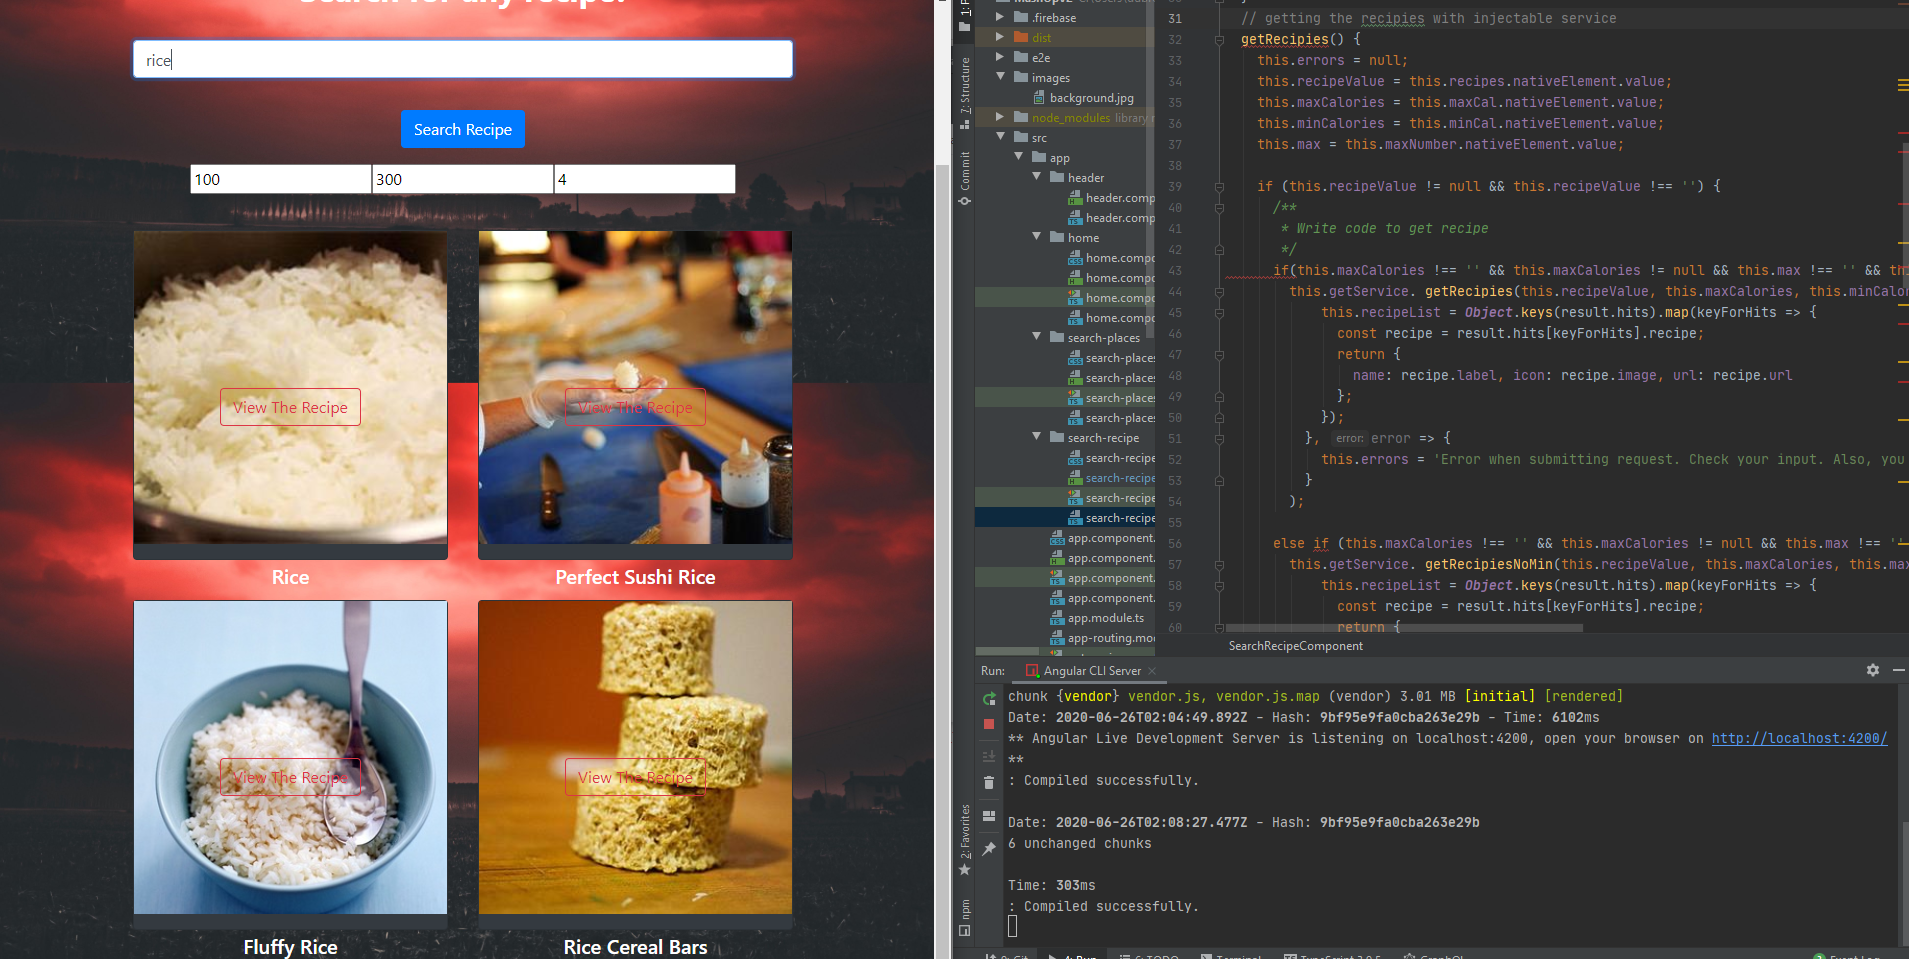 Search for any recipe!
rice
Search Recipe
100
300
4
View The Recipe
View The Recipe
Rice
Perfect Sushi Rice
View The Recipe
View The Recipe
Fluffy Rice
Rice Cereal Bars
Structure
Commit
2: Favorites
npm
.firebase
dist
e2e
images
background.jpg
node_modules library
src
app
header
header.comp
header.comp
home
home.compo
home.compo
home.compo
home.compo
search-places
search-places
search-places
search-places
search-places
search-recipe
search-recipe
search-recipe
search-recipe
search-recipe
app.component.
app.component.
app.component.
app.component.
app.module.ts
app-routing.mo
31 // getting the recipies with injectable service
32 getRecipies() {
33 this.errors = null;
34 this.recipeValue = this.recipes.nativeElement.value;
35 this.maxCalories = this.maxCal.nativeElement.value;
36 this.minCalories = this.minCal.nativeElement.value;
37 this.max = this.maxNumber.nativeElement.value;
38
39 if (this.recipeValue != null && this.recipeValue !== '') {
40 /**
41 * Write code to get recipe
42 */
43 if(this.maxCalories !== '' && this.maxCalories != null && this.max !== '' && th
44 this.getService. getRecipies(this.recipeValue, this.maxCalories, this.minCalor
45 this.recipeList = Object.keys(result.hits).map(keyForHits => {
46 const recipe = result.hits[keyForHits].recipe;
47 return {
48 name: recipe.label, icon: recipe.image, url: recipe.url
49 };
50 });
51 }, error: error => {
52 this.errors = 'Error when submitting request. Check your input. Also, you
53 }
54 );
55
56 else if (this.maxCalories !== '' && this.maxCalories != null && this.max !== ''
57 this.getService. getRecipiesNoMin(this.recipeValue, this.maxCalories, this.max
58 this.recipeList = Object.keys(result.hits).map(keyForHits => {
59 const recipe = result.hits[keyForHits].recipe;
60 return {
SearchRecipeComponent
Run: Angular CLI Server
chunk {vendor} vendor.js, vendor.js.map (vendor) 3.01 MB [initial] [rendered]
Date: 2020-06-26T02:04:49.892Z - Hash: 9bf95e9fa0cba263e29b - Time: 6102ms
** Angular Live Development Server is listening on localhost:4200, open your browser on http://localhost:4200/
**
: Compiled successfully.
Date: 2020-06-26T02:08:27.477Z - Hash: 9bf95e9fa0cba263e29b
6 unchanged chunks
Time: 303ms
: Compiled successfully.